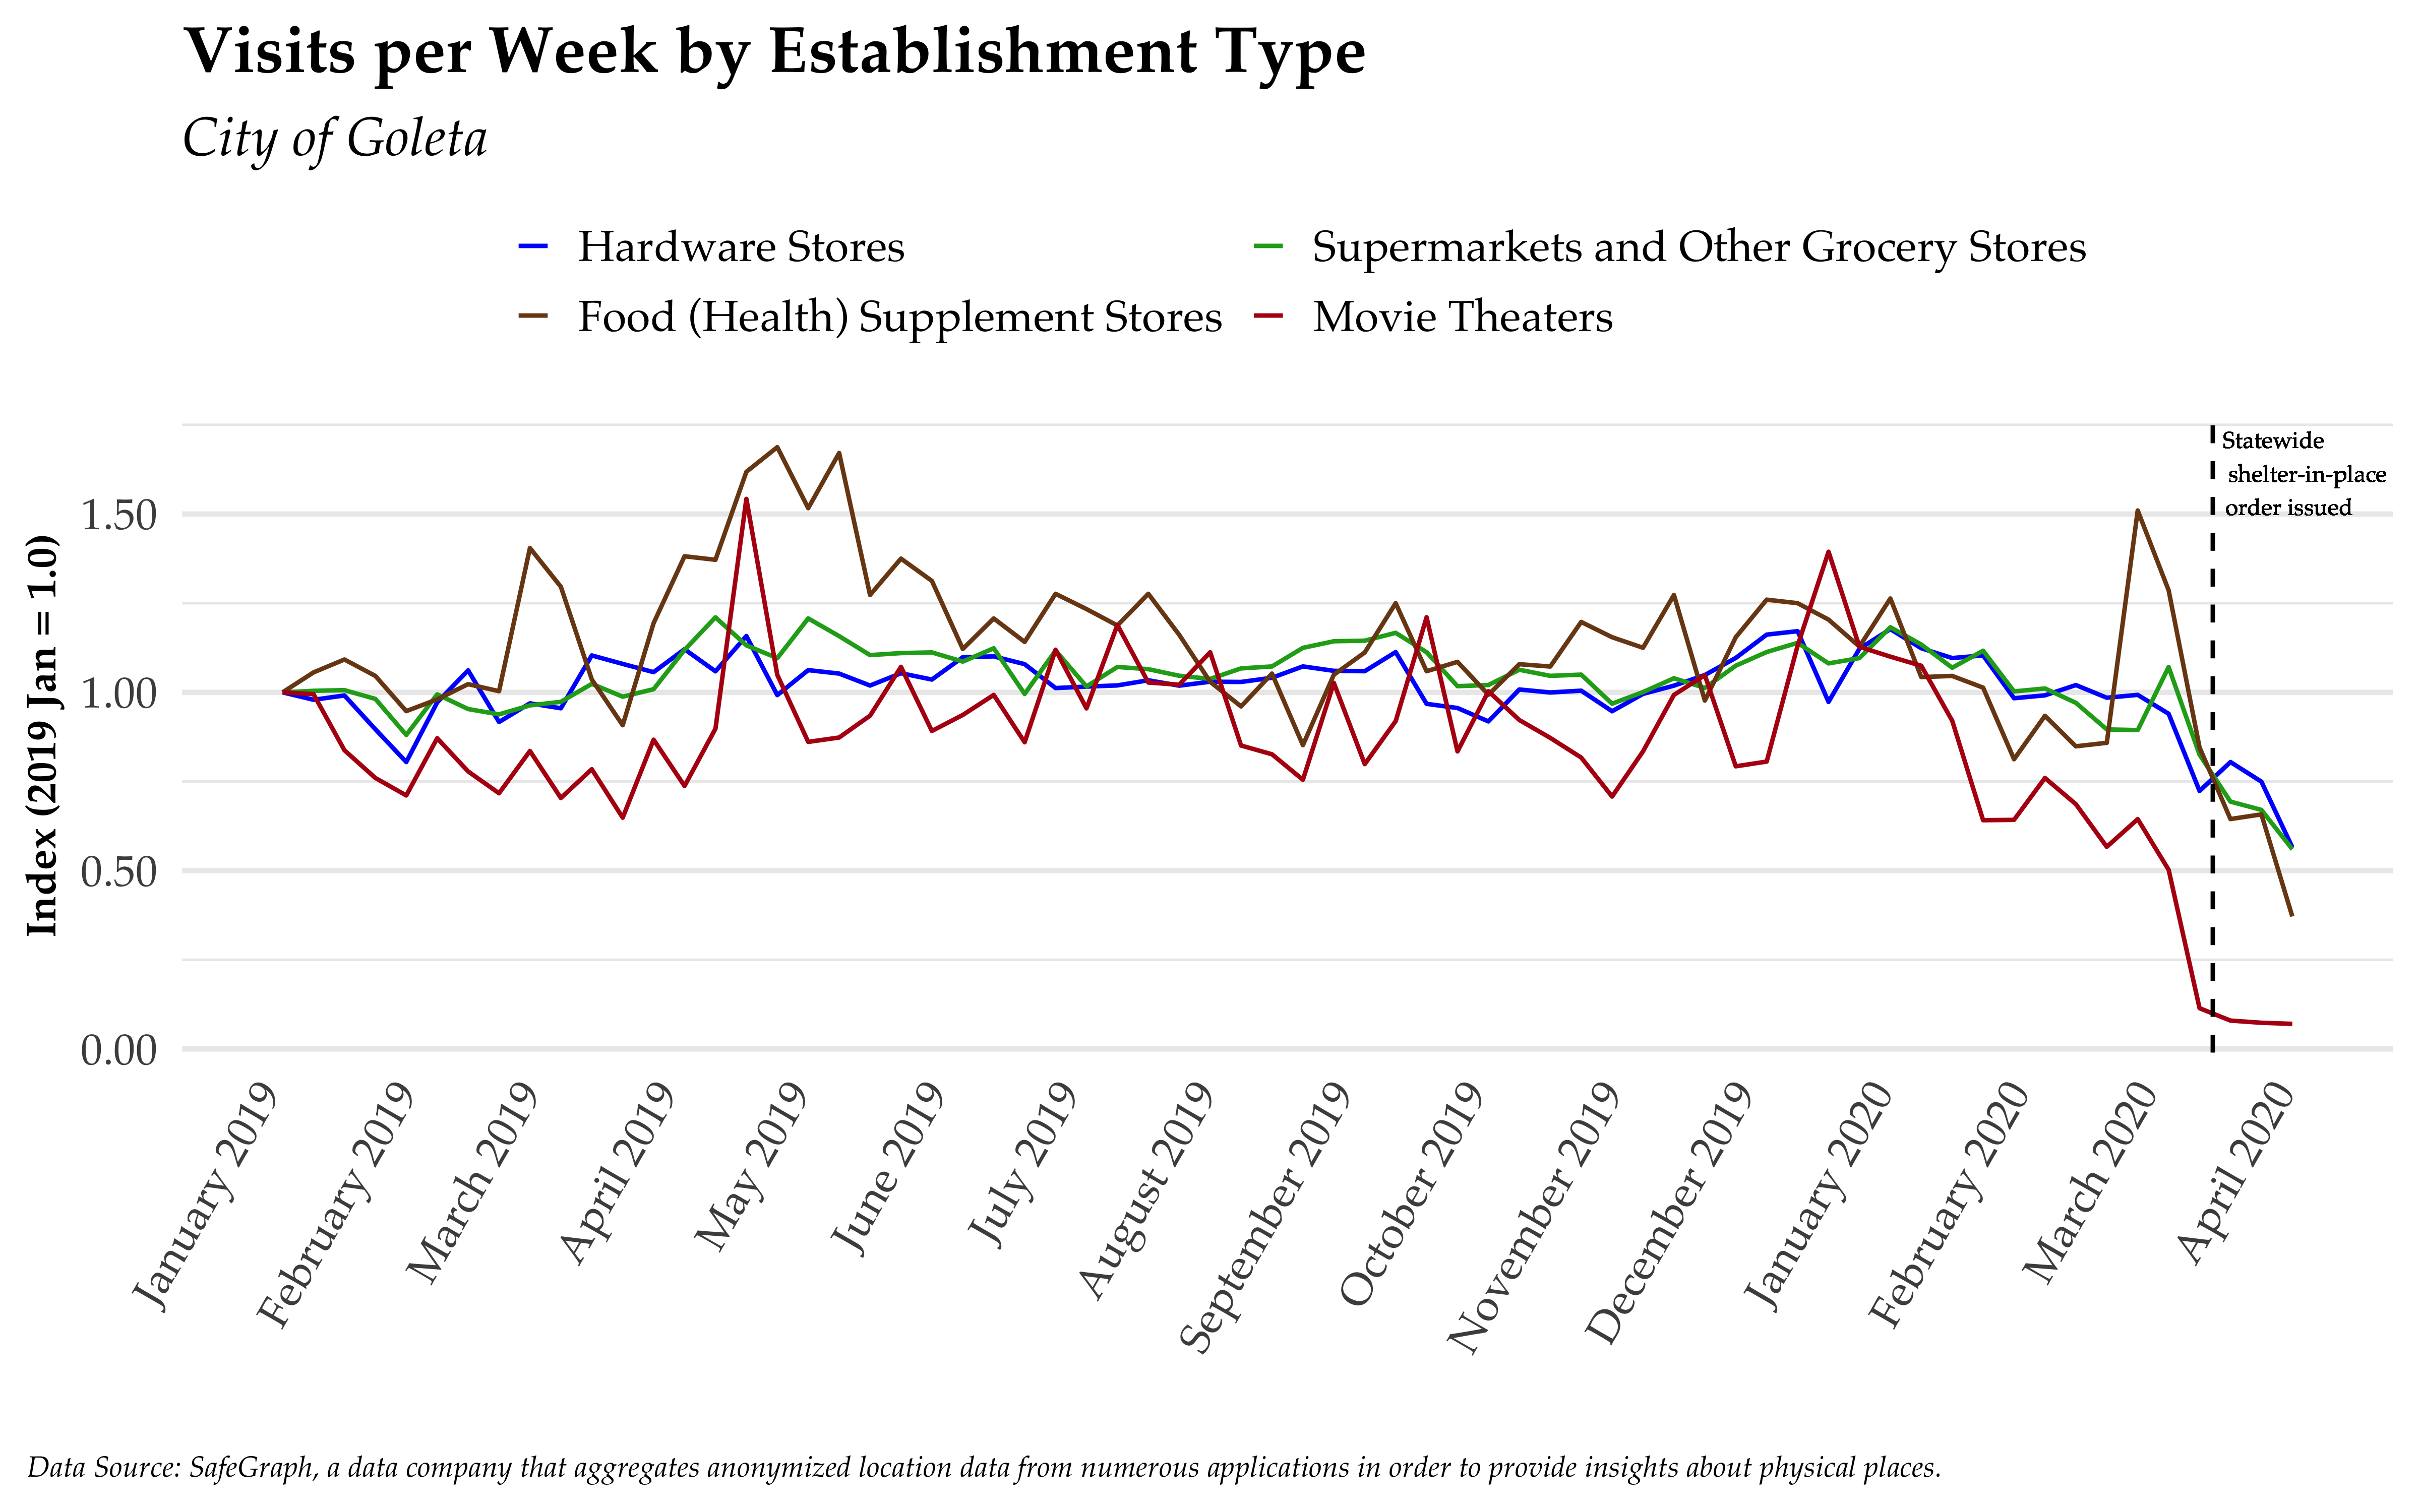 Visits per Week by Establishment Type
City of Goleta
Hardware Stores
Supermarkets and Other Grocery Stores
Food (Health) Supplement Stores
Movie Theaters
Statewide
shelter-in-place
order issued
Index (2019 Jan = 1.0)
1.50
1.00
0.50
0.00
January 2019
February 2019
March 2019
April 2019
May 2019
June 2019
July 2019
August 2019
September 2019
October 2019
November 2019
December 2019
January 2020
February 2020
March 2020
April 2020
Data Source: SafeGraph, a data company that aggregates anonymized location data from numerous applications in order to provide insights about physical places.